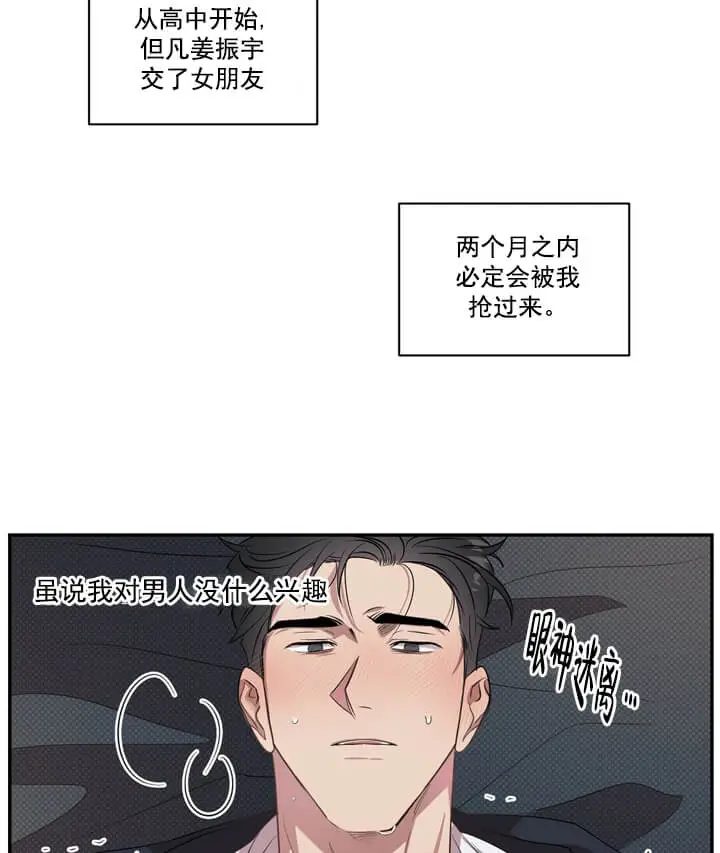 从高中开始，
但凡姜振宇
交了女朋友
两个月之内
必定会被我
抢过来。
虽说我对男人没什么兴趣
眼神迷离…